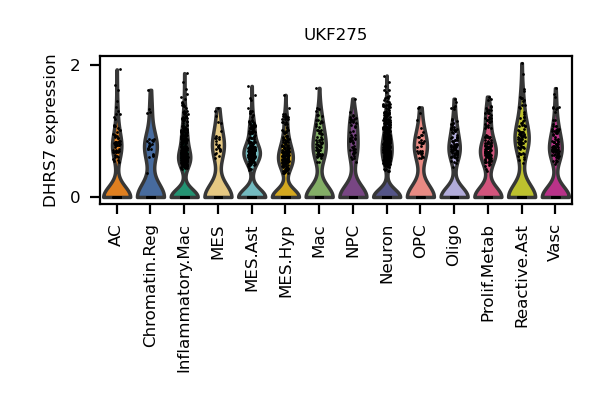 UKF275
DHRS7 expression
2
0
AC
Chromatin.Reg
Inflammatory.Mac
MES
MES.Ast
MES.Hyp
Mac
NPC
Neuron
OPC
Oligo
Prolif.Metab
Reactive.Ast
Vasc